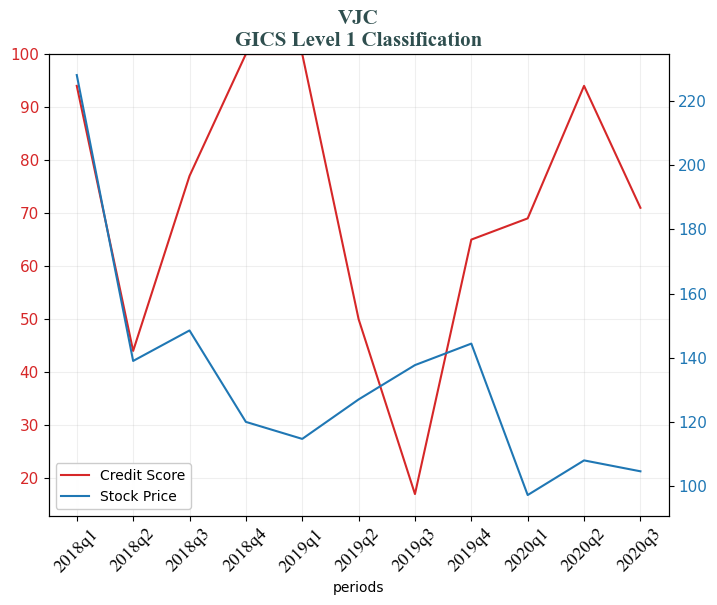 VJC
GICS Level 1 Classification
100
90
80
70
60
50
40
30
20
220
200
180
160
140
120
100
Credit Score
Stock Price
2018q1
2018q2
2018q3
2018q4
2019q1
2019q2
2019q3
2019q4
2020q1
2020q2
2020q3
periods